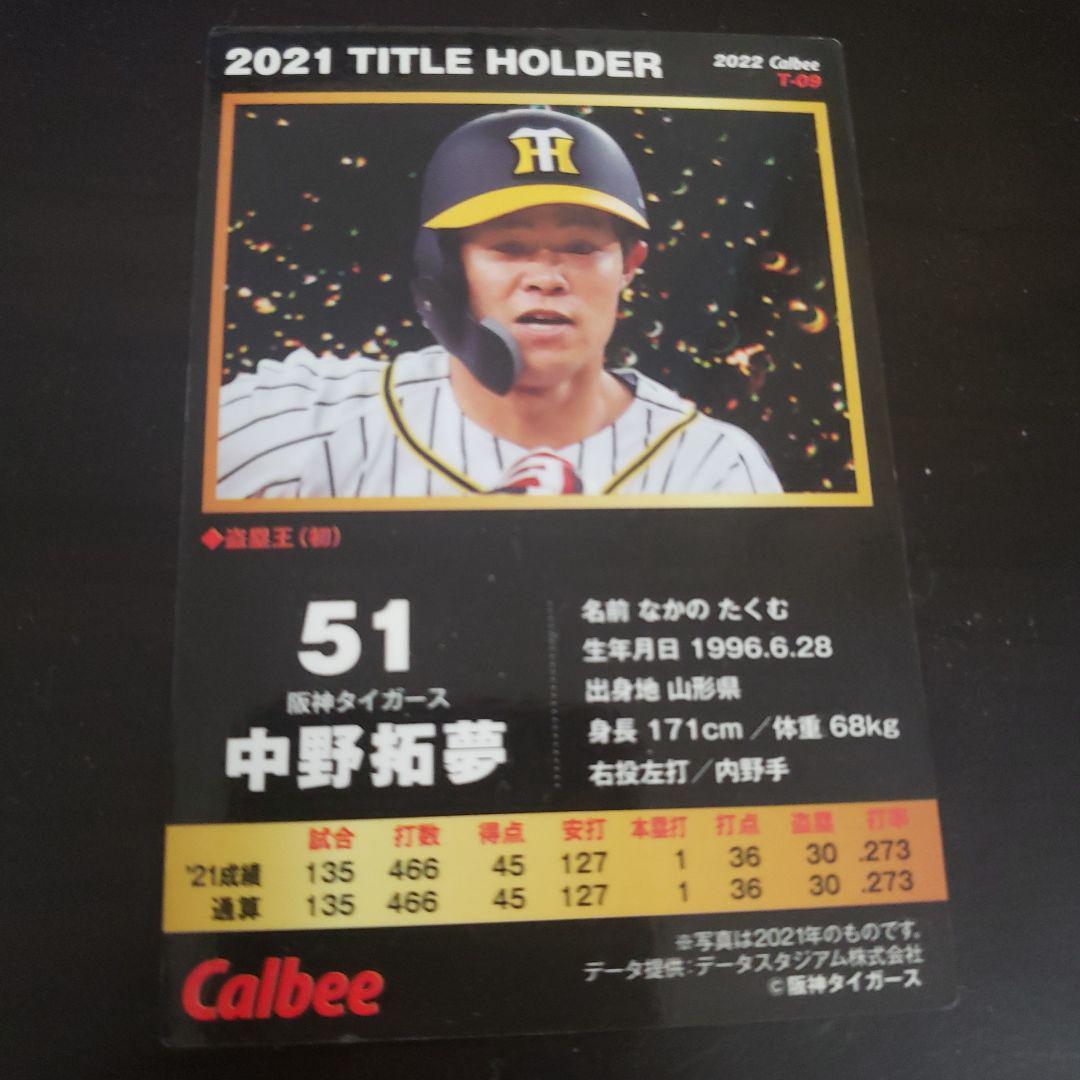 2021 TITLE HOLDER
2022 Calbee
T-09
HT
◆盗塁王(初)
51
阪神タイガース
中野拓夢
名前 なかの たくむ
生年月日 1996.6.28
出身地 山形県
身長 171cm/体重 68kg
右投左打/内野手
試合 打数 得点 安打 本塁打 打点 盗塁 打率
'21成績 135 466 45 127 1 36 30 .273
通算 135 466 45 127 1 36 30 .273
※写真は2021年のものです。
データ提供:データスタジアム株式会社
©阪神タイガース
Calbee